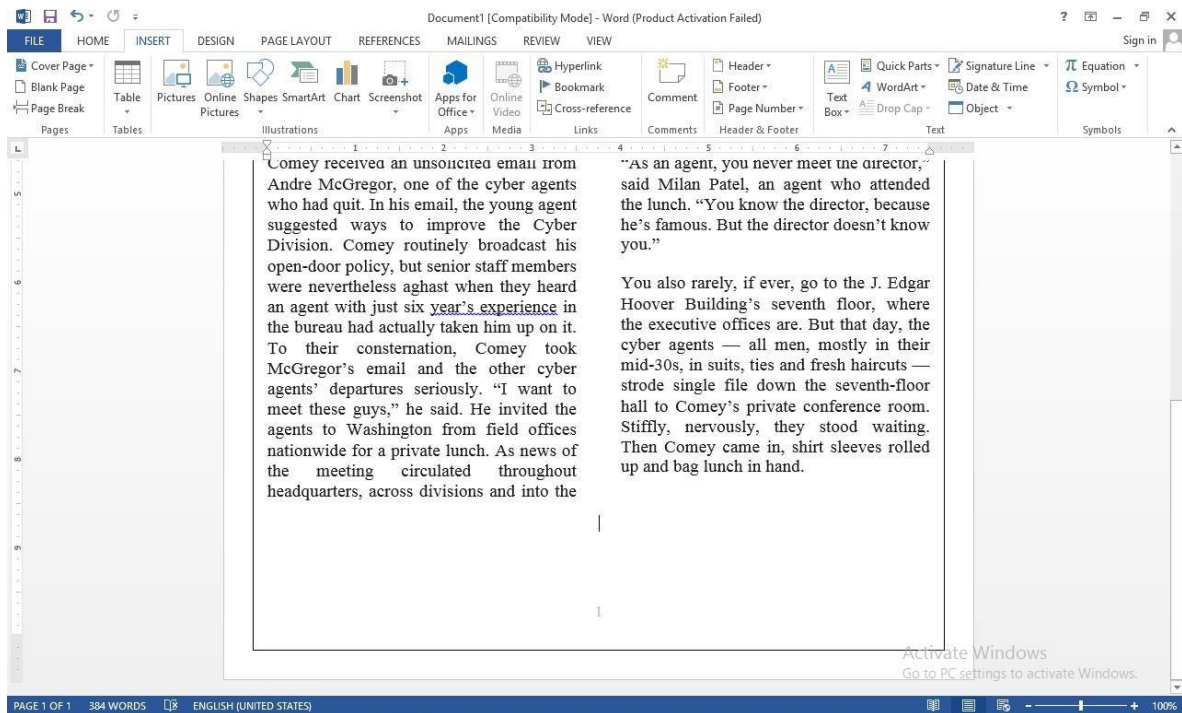 Document1 [Compatibility Mode] - Word (Product Activation Failed)
FILE HOME INSERT DESIGN PAGE LAYOUT REFERENCES MAILINGS REVIEW VIEW Sign in
Cover Page
Blank Page
Page Break
Pages
Table
Tables
Pictures
Online Pictures
Shapes
SmartArt
Chart
Screenshot
Illustrations
Apps for Office
Apps
Online Video
Media
Hyperlink
Bookmark
Cross-reference
Links
Comment
Comments
Header
Footer
Page Number
Header & Footer
Text Box
Quick Parts
WordArt
Drop Cap
Signature Line
Date & Time
Object
Text
Equation
Symbol
Symbols
1 2 3 4 5 6 7
5
6
7
8
9
Comey received an unsolicited email from
Andre McGregor, one of the cyber agents
who had quit. In his email, the young agent
suggested ways to improve the Cyber
Division. Comey routinely broadcast his
open-door policy, but senior staff members
were nevertheless aghast when they heard
an agent with just six year’s experience in
the bureau had actually taken him up on it.
To their consternation, Comey took
McGregor’s email and the other cyber
agents’ departures seriously. “I want to
meet these guys,” he said. He invited the
agents to Washington from field offices
nationwide for a private lunch. As news of
the meeting circulated throughout
headquarters, across divisions and into the
“As an agent, you never meet the director,”
said Milan Patel, an agent who attended
the lunch. “You know the director, because
he’s famous. But the director doesn’t know
you.”
You also rarely, if ever, go to the J. Edgar
Hoover Building’s seventh floor, where
the executive offices are. But that day, the
cyber agents — all men, mostly in their
mid-30s, in suits, ties and fresh haircuts —
strode single file down the seventh-floor
hall to Comey’s private conference room.
Stiffly, nervously, they stood waiting.
Then Comey came in, shirt sleeves rolled
up and bag lunch in hand.
1
Activate Windows
Go to PC settings to activate Windows.
PAGE 1 OF 1 384 WORDS ENGLISH (UNITED STATES) 100%